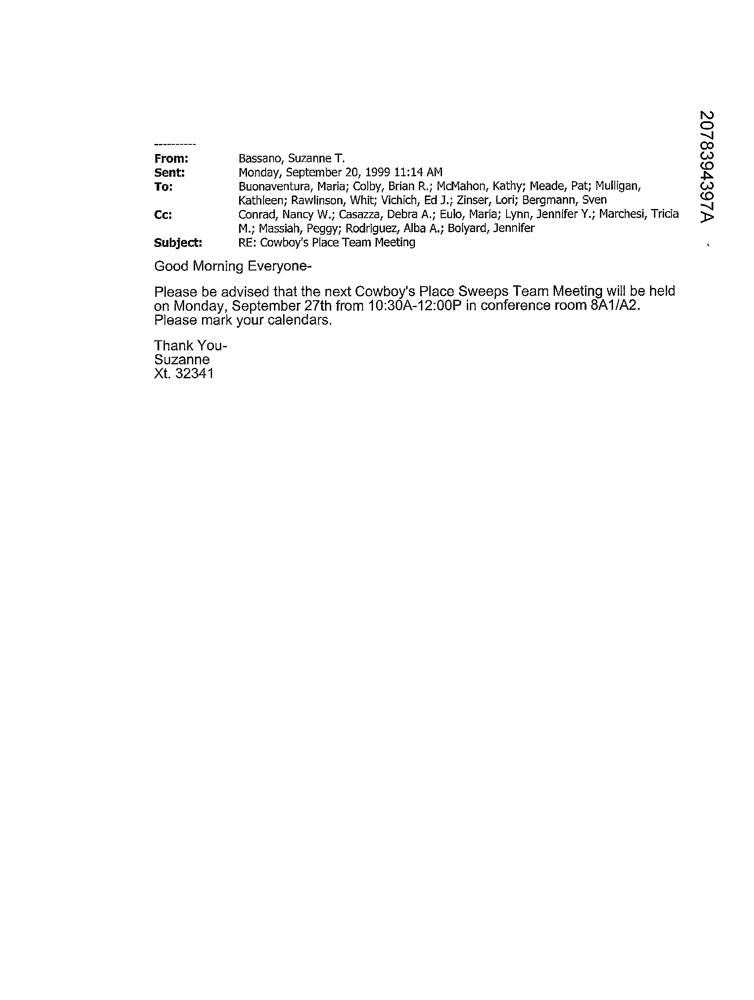 ----------
From: Bassano, Suzanne T.
Sent: Monday, September 20, 1999 11:14 AM
To: Buonaventura, Maria; Colby, Brian R.; McMahon, Kathy; Meade, Pat; Mulligan,
Kathleen; Rawlinson, Whit; Vichich, Ed J.; Zinser, Lori; Bergmann, Sven
Cc: Conrad, Nancy W.; Casazza, Debra A.; Eulo, Maria; Lynn, Jennifer Y.; Marchesi, Tricia
M.; Massiah, Peggy; Rodriguez, Alba A.; Bolyard, Jennifer
Subject: RE: Cowboy's Place Team Meeting
Good Morning Everyone-
Please be advised that the next Cowboy's Place Sweeps Team Meeting will be held
on Monday, September 27th from 10:30A-12:00P in conference room 8A1/A2.
Please mark your calendars.
Thank You-
Suzanne
Xt. 32341
2078394397A